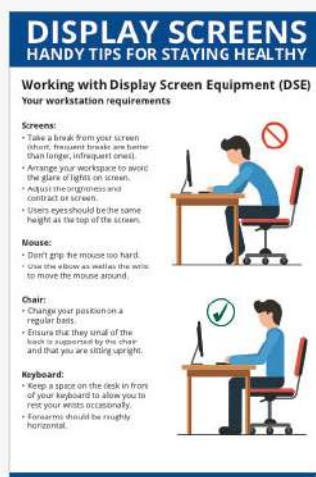 DISPLAY SCREENS
HANDY TIPS FOR STAYING HEALTHY
Working with Display Screen Equipment (DSE)
Your workstation requirements
Screens:
• Take a break from your screen
(short, frequent breaks are better
than longer, infrequent ones).
• Arrange your workspace to avoid
the glare of lights on screen.
• Adjust the brightness and
contract on screen.
• Users eyes should be the same
height as the top of the screen.
Mouse:
• Don't grip the mouse too hard.
• Use the elbow as well as the wrist
to move the mouse around.
Chair:
• Change your position on a
regular basis.
• Ensure that they small of the
back is supported by the chair
and that you are sitting upright.
Keyboard:
• Keep a space on the desk in front
of your keyboard to allow you to
rest your wrists occasionally.
• Forearms should be roughly
horizontal.